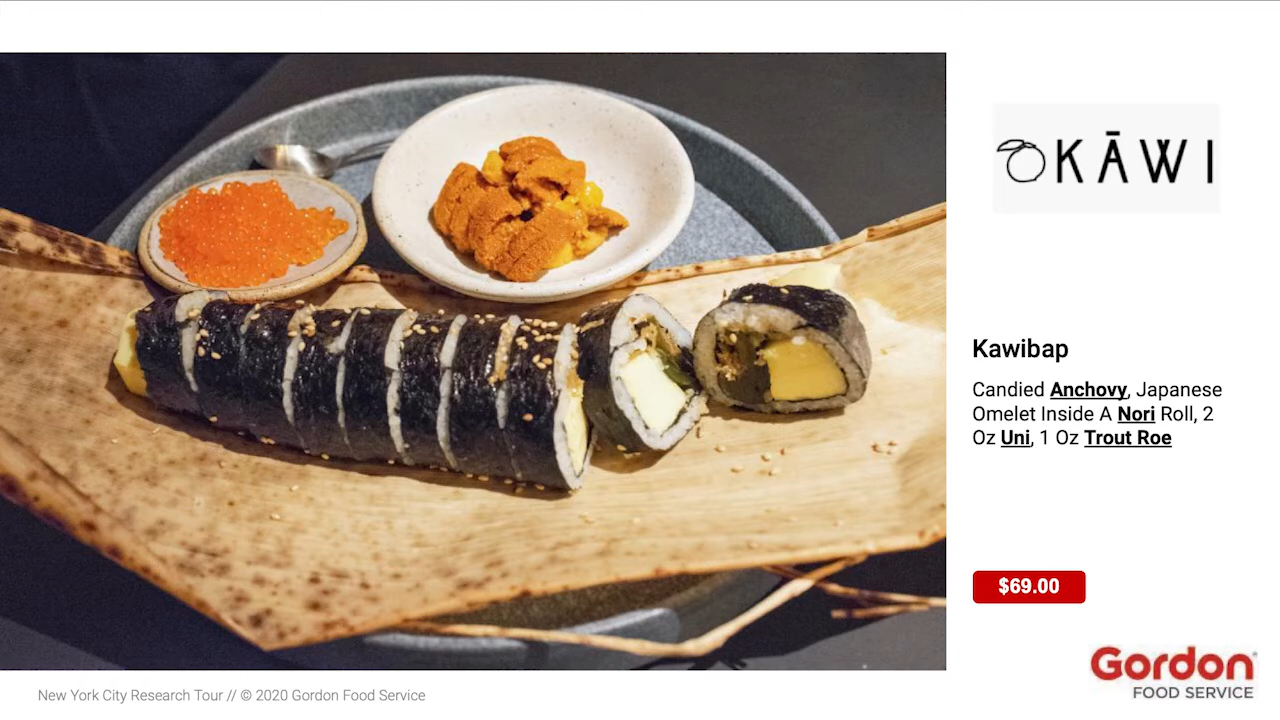 KĀWI
Kawibap
Candied Anchovy, Japanese
Omelet Inside A Nori Roll, 2
Oz Uni, 1 Oz Trout Roe
$69.00
Gordon
FOOD SERVICE
New York City Research Tour // © 2020 Gordon Food Service